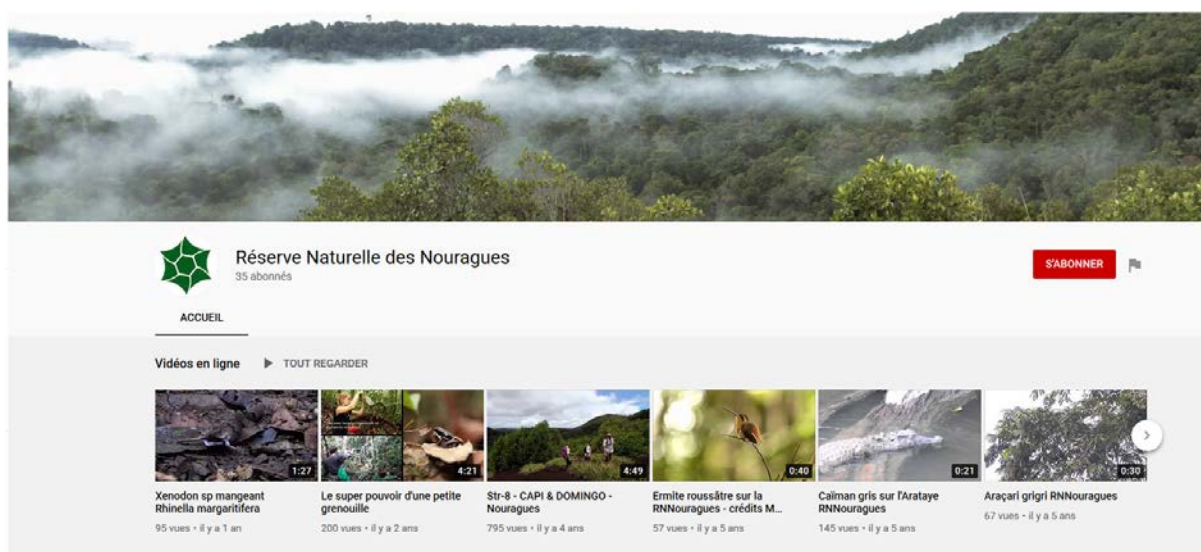 Réserve Naturelle des Nouragues
35 abonnés
S'ABONNER
ACCUEIL
Vidéos en ligne
TOUT REGARDER
1:27
4:21
4:49
0:40
0:21
0:30
Xenodon sp mangeant
Rhinella margaritifera
95 vues • il y a 1 an
Le super pouvoir d'une petite
grenouille
200 vues • il y a 2 ans
Str-8 - CAPI & DOMINGO -
Nouragues
795 vues • il y a 4 ans
Ermite roussâtre sur la
RNNouragues - crédits M...
57 vues • il y a 5 ans
Caïman gris sur l'Arataye
RNNouragues
145 vues • il y a 5 ans
Araçari grigri RNNouragues
67 vues • il y a 5 ans